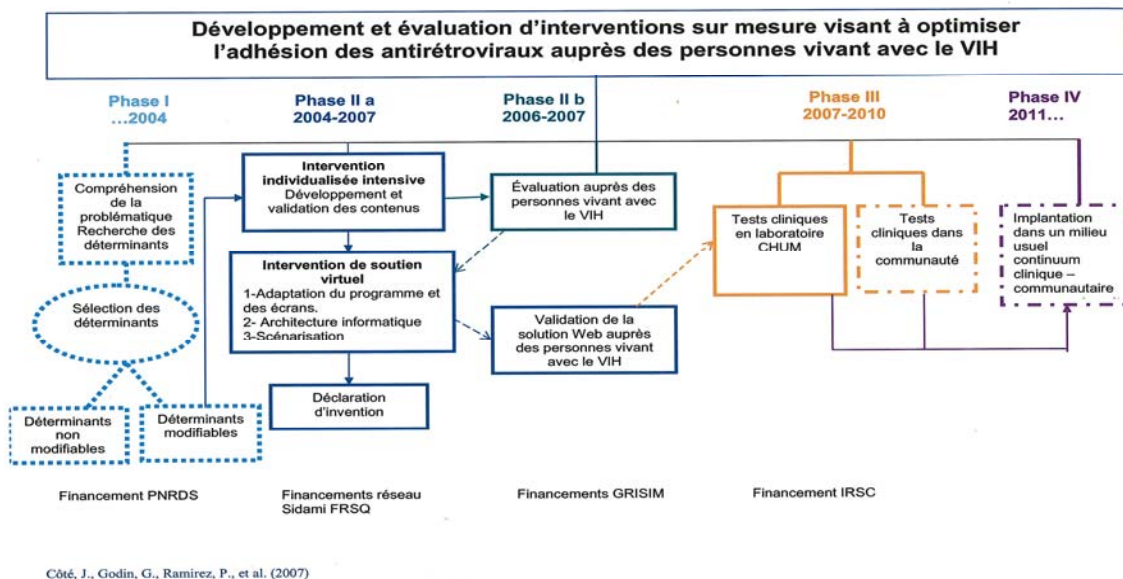 Développement et évaluation d'interventions sur mesure visant à optimiser
l'adhésion des antirétroviraux auprès des personnes vivant avec le VIH
Phase I
...2004
Phase II a
2004-2007
Phase II b
2006-2007
Phase III
2007-2010
Phase IV
2011...
Compréhension
de la
problématique
Recherche des
déterminants
Intervention
individualisée intensive
Développement et
validation des contenus
Évaluation auprès des
personnes vivant avec
le VIH
Tests cliniques
en laboratoire
CHUM
Tests
cliniques dans
la
communauté
Implantation
dans un milieu
usuel
continuum
clinique –
communautaire
Sélection des
déterminants
Intervention de soutien
virtuel
1-Adaptation du programme et
des écrans.
2- Architecture informatique
3-Scénarisation
Validation de la
solution Web auprès
des personnes vivant
avec le VIH
Déterminants
non
modifiables
Déterminants
modifiables
Déclaration
d'invention
Financement PNRDS
Financements réseau
Sidami FRSQ
Financements GRISIM
Financement IRSC
Côté, J., Godin, G., Ramirez, P., et al. (2007)